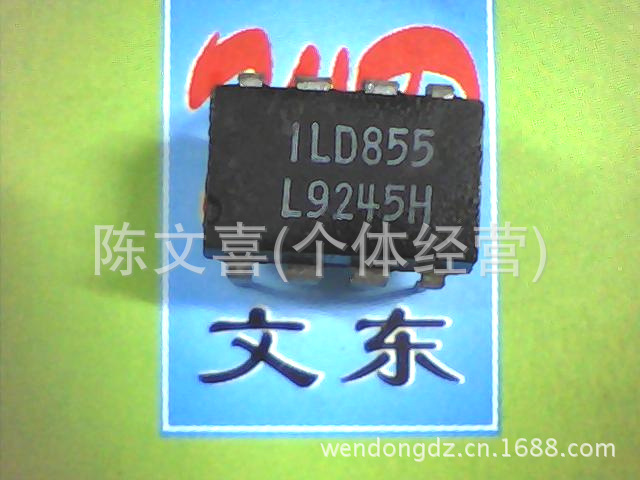 ILD855
L9245H
陈文喜(个体经营)
文东
wendongdz.cn.1688.com